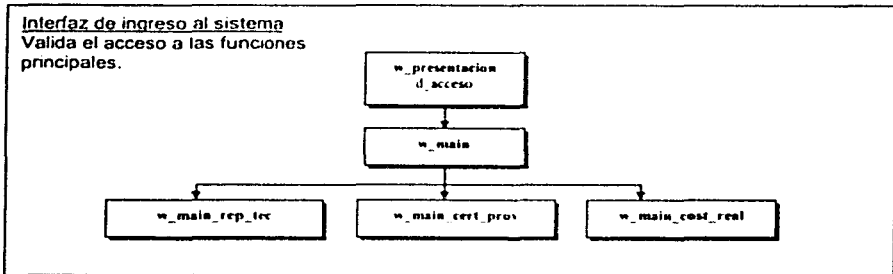 Interfaz de ingreso al sistema
Valida el acceso a las funciones
principales.
w_presentacion
d_acceso
w_main
w_main_rep_tec
w_main_cert_prov
w_main_cost_real